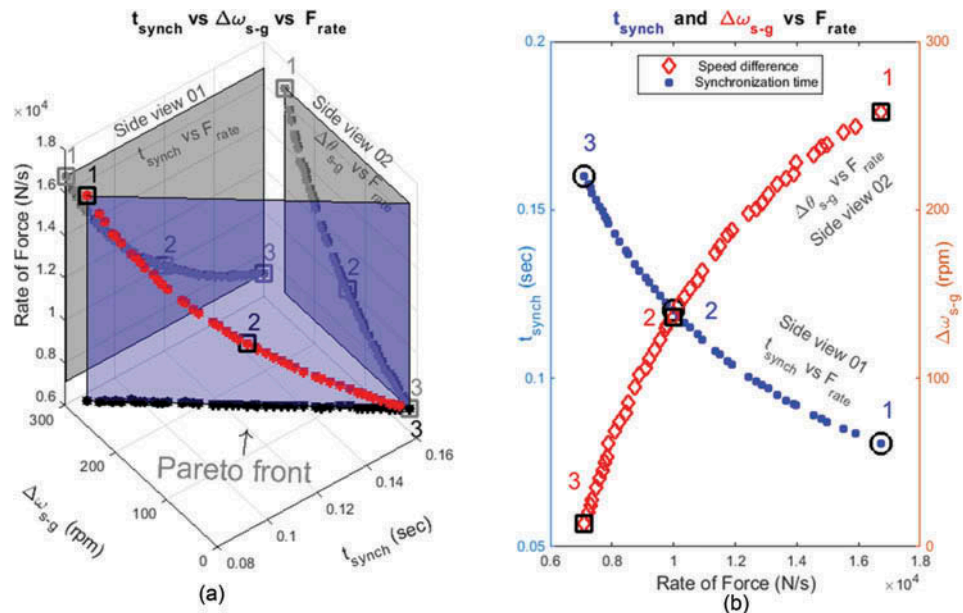 t_synch vs Δω_s-g vs F_rate
×10^4
1.8
1.6
1.4
1.2
1
0.8
0.6
Rate of Force (N/s)
300
200
100
0
Δω_s-g (rpm)
0.08
0.1
0.12
0.14
0.16
t_synch (sec)
Side view 01
t_synch vs F_rate
Side view 02
Δθ_s-g vs F_rate
1
1
1
2
2
2
3
3
3
Pareto front
(a)
t_synch and Δω_s-g vs F_rate
Speed difference
Synchronization time
0.2
0.15
0.1
0.05
t_synch (sec)
300
200
100
0
Δω_s-g (rpm)
3
1
Δθ_s-g vs F_rate
Side view 02
2
2
Side view 01
t_synch vs F_rate
3
1
0.6
0.8
1
1.2
1.4
1.6
1.8
Rate of Force (N/s)
×10^4
(b)